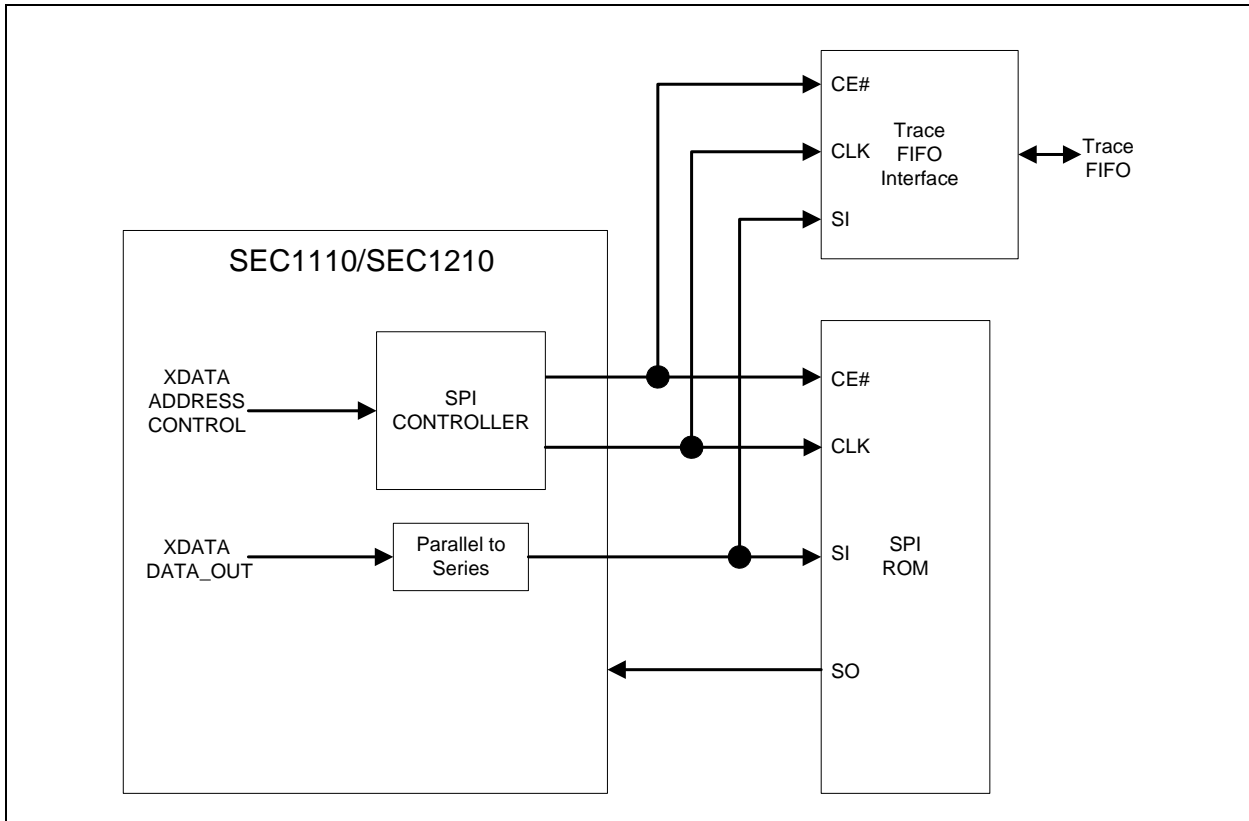 CE#
Trace
FIFO
Interface
CLK
SI
Trace
FIFO
SEC1110/SEC1210
XDATA
ADDRESS
CONTROL
SPI
CONTROLLER
XDATA
DATA_OUT
Parallel to
Series
CE#
CLK
SI
SPI
ROM
SO